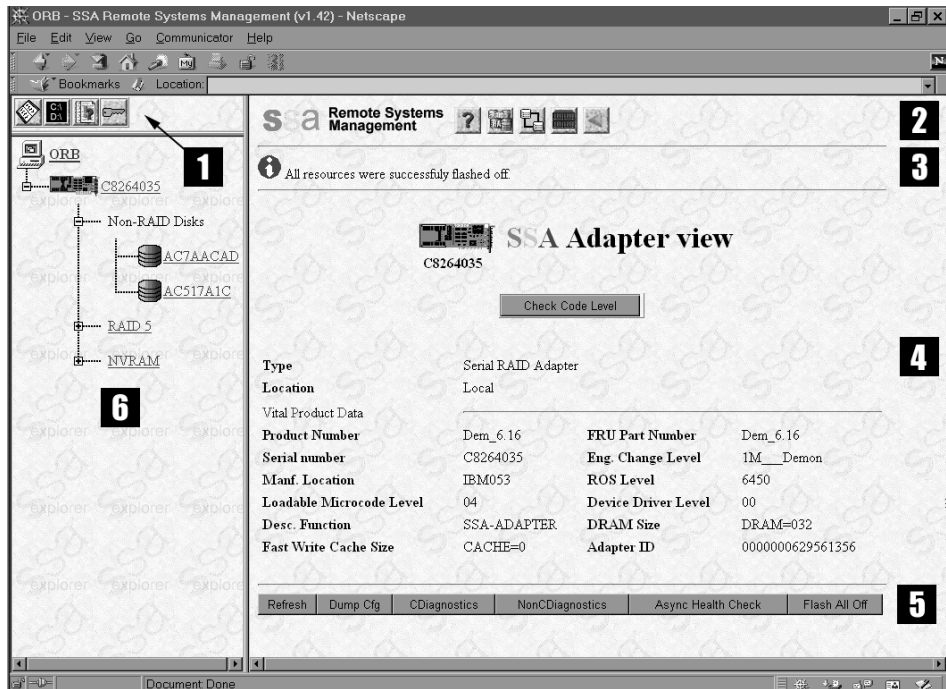 ORB - SSA Remote Systems Management (v1.42) - Netscape
File Edit View Go Communicator Help
Bookmarks Location:
C:\
D:\
1
ORB
C8264035
Non-RAID Disks
AC7AACAD
AC517A1C
RAID 5
NVRAM
6
ssa Remote Systems Management
2
All resources were successfuly flashed off.
3
SSA Adapter view
C8264035
Check Code Level
4
Type Serial RAID Adapter
Location Local
Vital Product Data
Product Number Dem_6.16 FRU Part Number Dem_6.16
Serial number C8264035 Eng. Change Level 1M___Demon
Manf. Location IBM053 ROS Level 6450
Loadable Microcode Level 04 Device Driver Level 00
Desc. Function SSA-ADAPTER DRAM Size DRAM=032
Fast Write Cache Size CACHE=0 Adapter ID 0000000629561356
Refresh Dump Cfg CDiagnostics NonCDiagnostics Async Health Check Flash All Off
5
Document Done